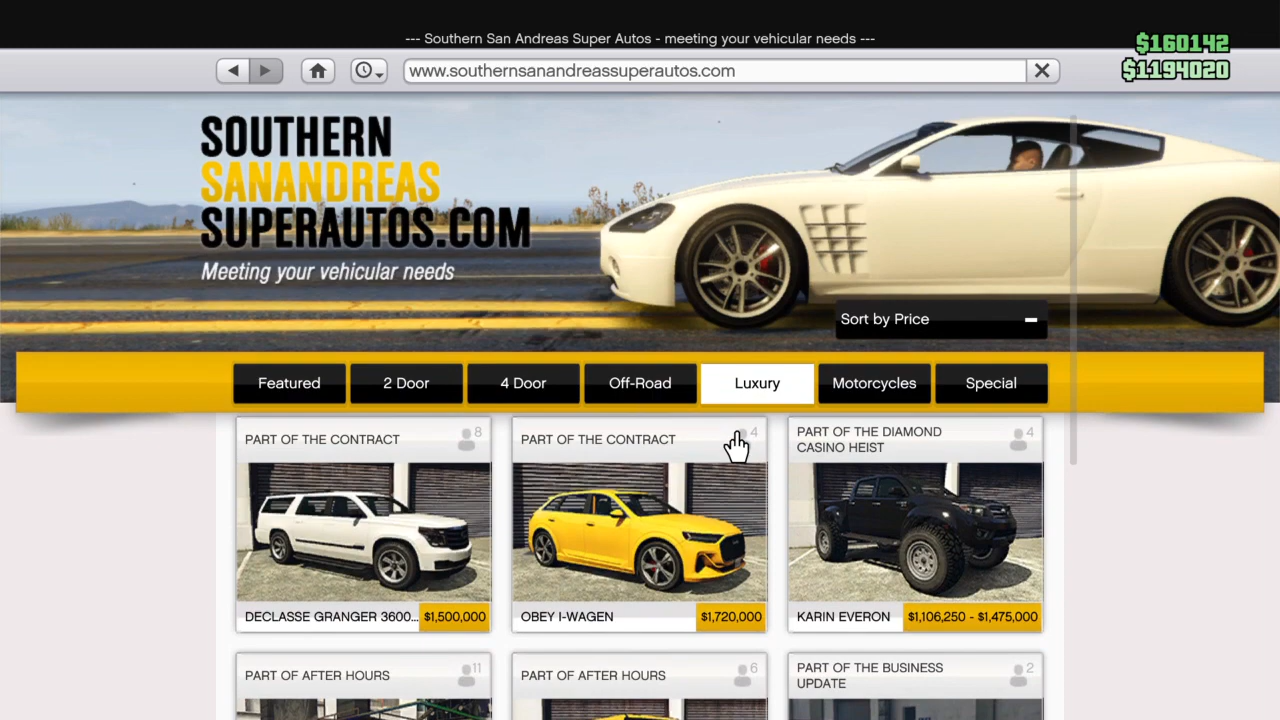 --- Southern San Andreas Super Autos - meeting your vehicular needs ---
$160142
$1194020
www.southernsanandreassuperautos.com
SOUTHERN
SANANDREAS
SUPERAUTOS.COM
Meeting your vehicular needs
Sort by Price
Featured
2 Door
4 Door
Off-Road
Luxury
Motorcycles
Special
PART OF THE CONTRACT
8
PART OF THE CONTRACT
4
PART OF THE DIAMOND
CASINO HEIST
4
DECLASSE GRANGER 3600...
$1,500,000
OBEY I-WAGEN
$1,720,000
KARIN EVERON
$1,106,250 - $1,475,000
PART OF AFTER HOURS
11
PART OF AFTER HOURS
6
PART OF THE BUSINESS
UPDATE
2